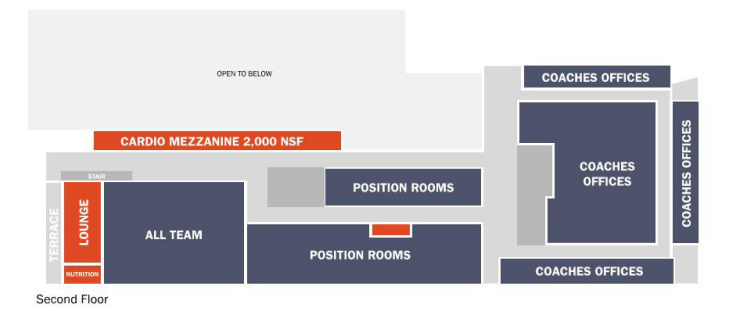 OPEN TO BELOW
COACHES OFFICES
CARDIO MEZZANINE 2,000 NSF
COACHES
OFFICES
COACHES OFFICES
STAIR
POSITION ROOMS
TERRACE
LOUNGE
ALL TEAM
POSITION ROOMS
NUTRITION
COACHES OFFICES
Second Floor